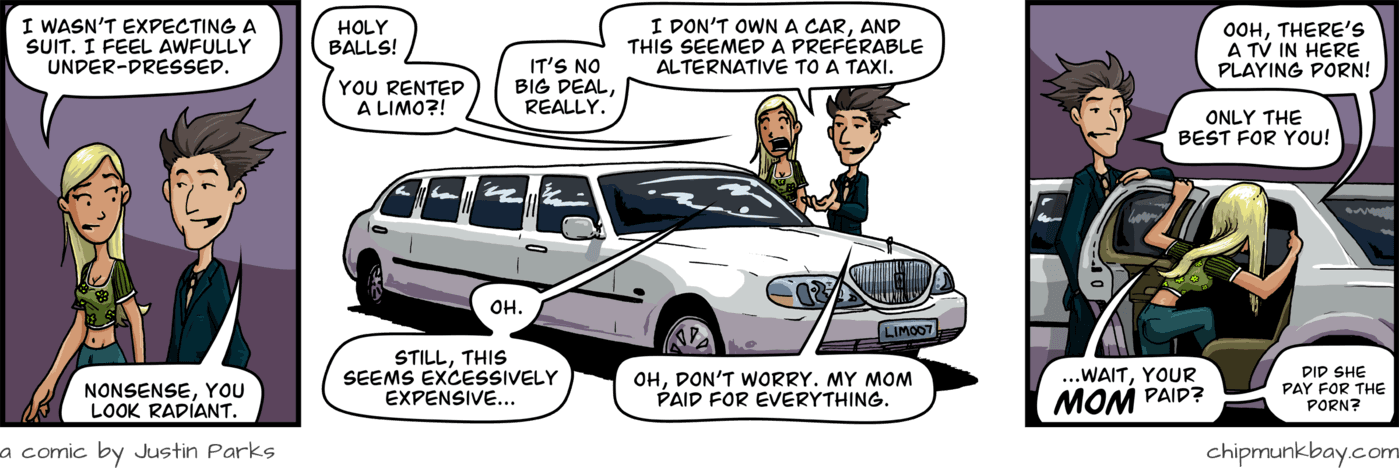 I WASN'T EXPECTING A
SUIT. I FEEL AWFULLY
UNDER-DRESSED.
NONSENSE, YOU
LOOK RADIANT.
HOLY
BALLS!
YOU RENTED
A LIMO?!
IT'S NO
BIG DEAL,
REALLY.
I DON'T OWN A CAR, AND
THIS SEEMED A PREFERABLE
ALTERNATIVE TO A TAXI.
OH.
STILL, THIS
SEEMS EXCESSIVELY
EXPENSIVE...
OH, DON'T WORRY. MY MOM
PAID FOR EVERYTHING.
LIMO07
OOH, THERE'S
A TV IN HERE
PLAYING PORN!
ONLY THE
BEST FOR YOU!
...WAIT, YOUR
MOM PAID?
DID SHE
PAY FOR THE
PORN?
a comic by Justin Parks
chipmunkbay.com